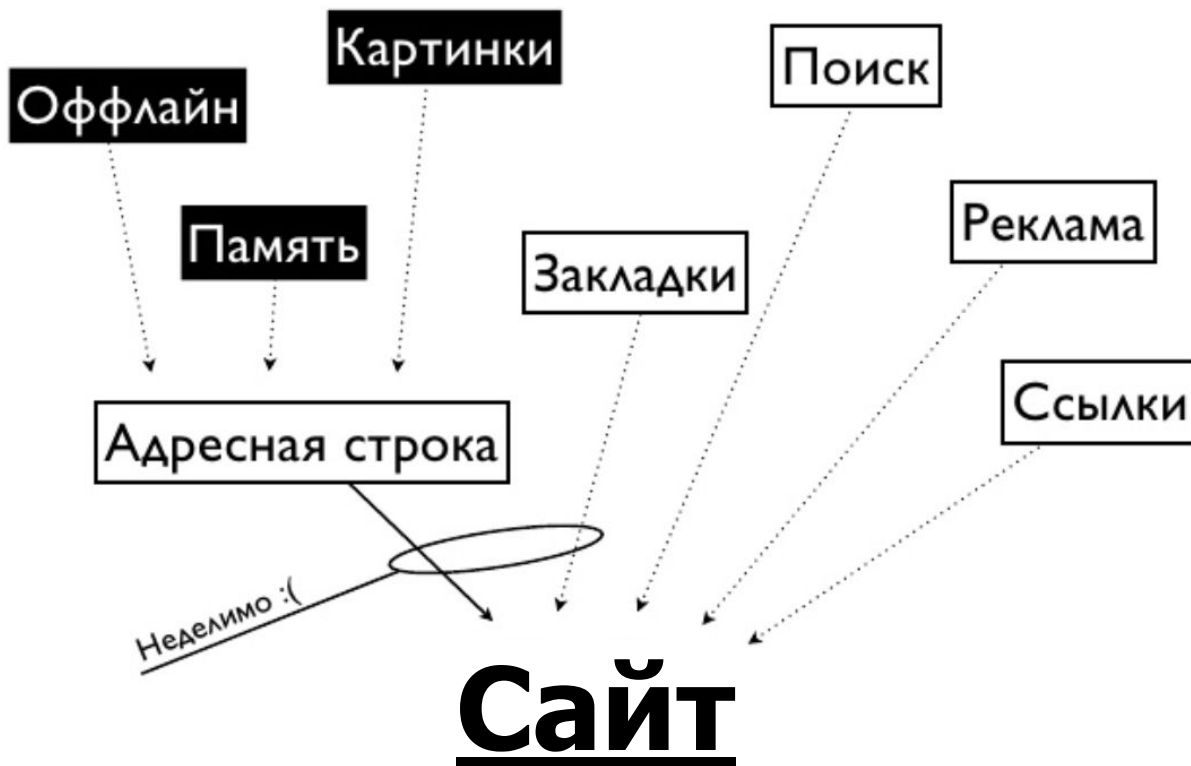 Картинки
Оффлайн
Поиск
Память
Реклама
Закладки
Ссылки
Адресная строка
Неделимо :(
Сайт